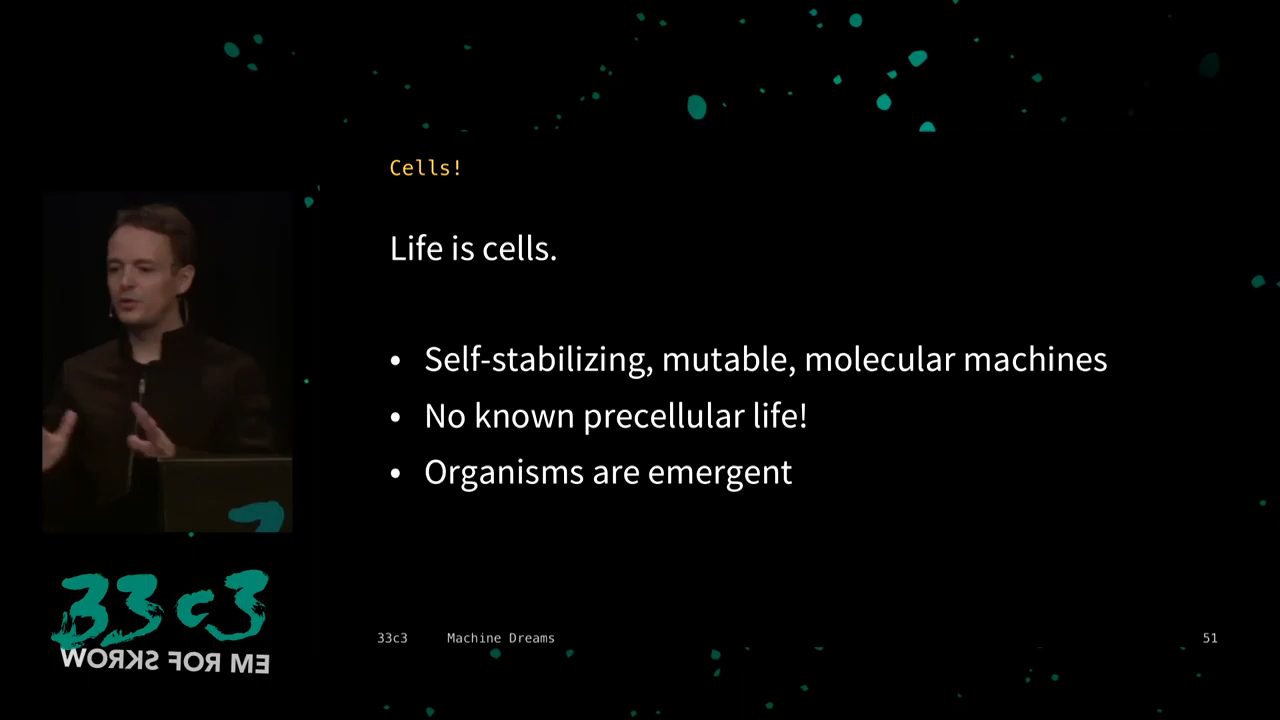 Cells!
Life is cells.
• Self-stabilizing, mutable, molecular machines
• No known precellular life!
• Organisms are emergent
33c3
WORKS FOR ME
33c3 Machine Dreams 51